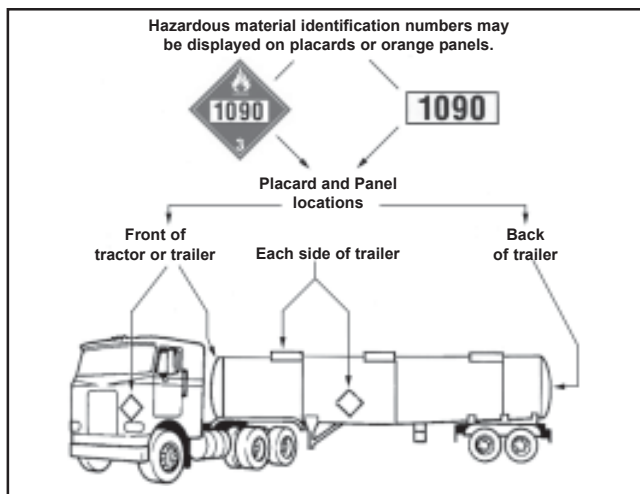 Hazardous material identification numbers may
be displayed on placards or orange panels.
1090
3
1090
Placard and Panel
locations
Front of
tractor or trailer
Each side of trailer
Back
of trailer